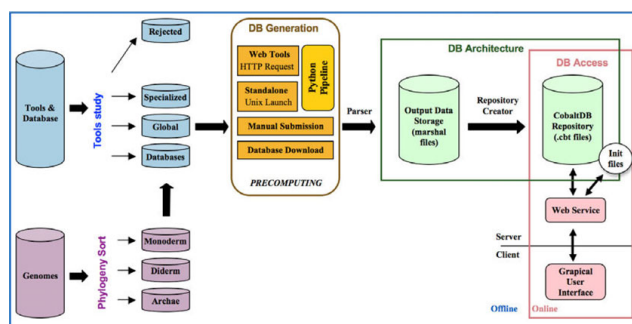 Tools &
Database
Tools study
Rejected
Specialized
Global
Databases
Genomes
Phylogeny Sort
Monoderm
Diderm
Archae
DB Generation
Web Tools
HTTP Request
Standalone
Unix Launch
Python
Pipeline
Manual Submission
Database Download
PRECOMPUTING
Parser
DB Architecture
Output Data
Storage
(marshal
files)
Repository
Creator
DB Access
CobaltDB
Repository
(.cbt files)
Init
files
Web Service
Server
Client
Grapical
User
Interface
Offline
Online